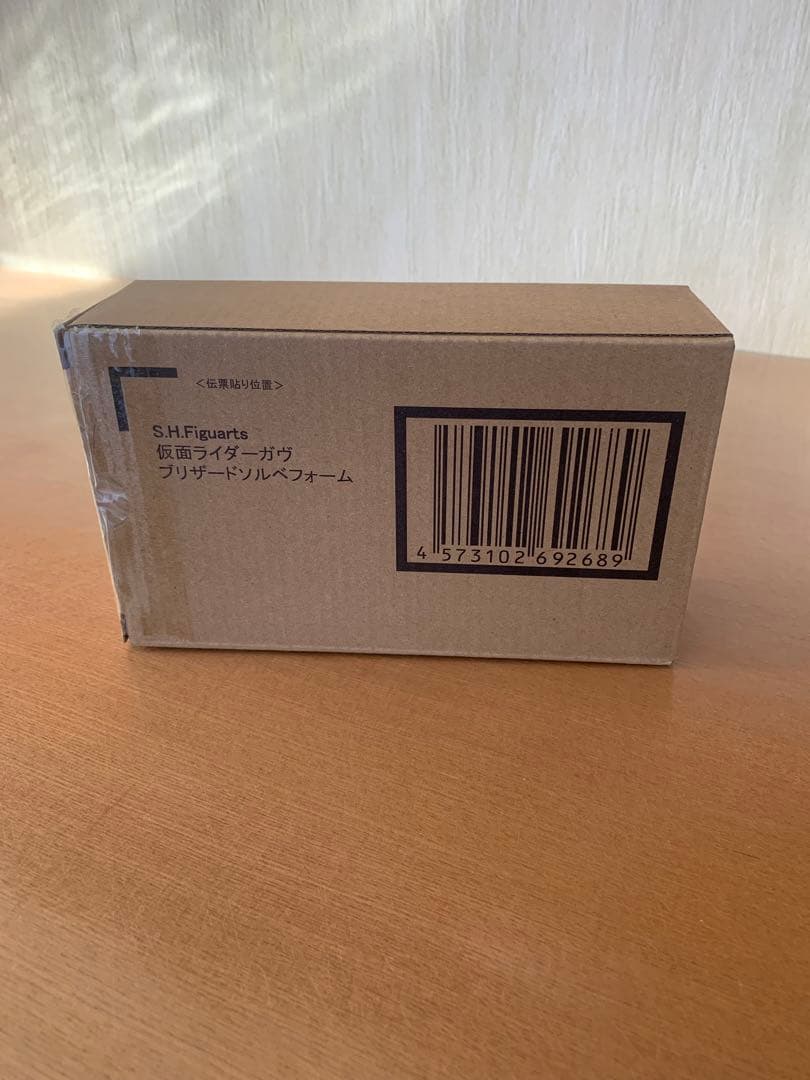 ＜伝票貼り位置＞
S.H.Figuarts
仮面ライダーガヴ
ブリザードソルベフォーム
4 573102 692689